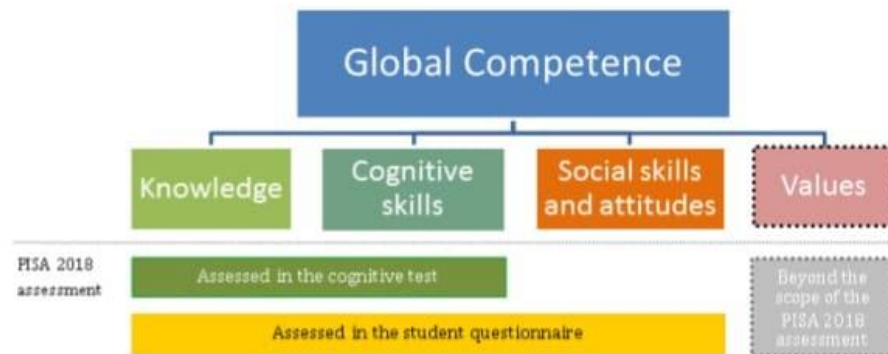 Global Competence
Knowledge
Cognitive
skills
Social skills
and attitudes
Values
PISA 2018
assessment
Assessed in the cognitive test
Assessed in the student questionnaire
Beyond the
scope of the
PISA 2018
assessment